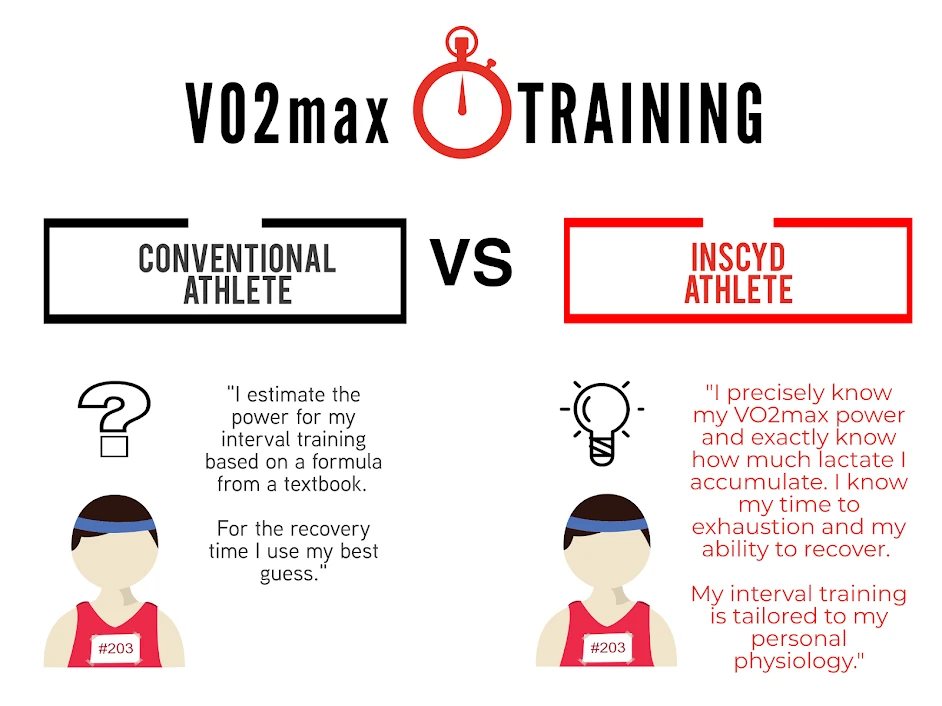 VO2max TRAINING
CONVENTIONAL
ATHLETE
VS
INSCYD
ATHLETE
"I estimate the
power for my
interval training
based on a formula
from a textbook.
For the recovery
time I use my best
guess."
#203
"I precisely know
my VO2max power
and exactly know
how much lactate I
accumulate. I know
my time to
exhaustion and my
ability to recover.
My interval training
is tailored to my
personal
physiology."
#203